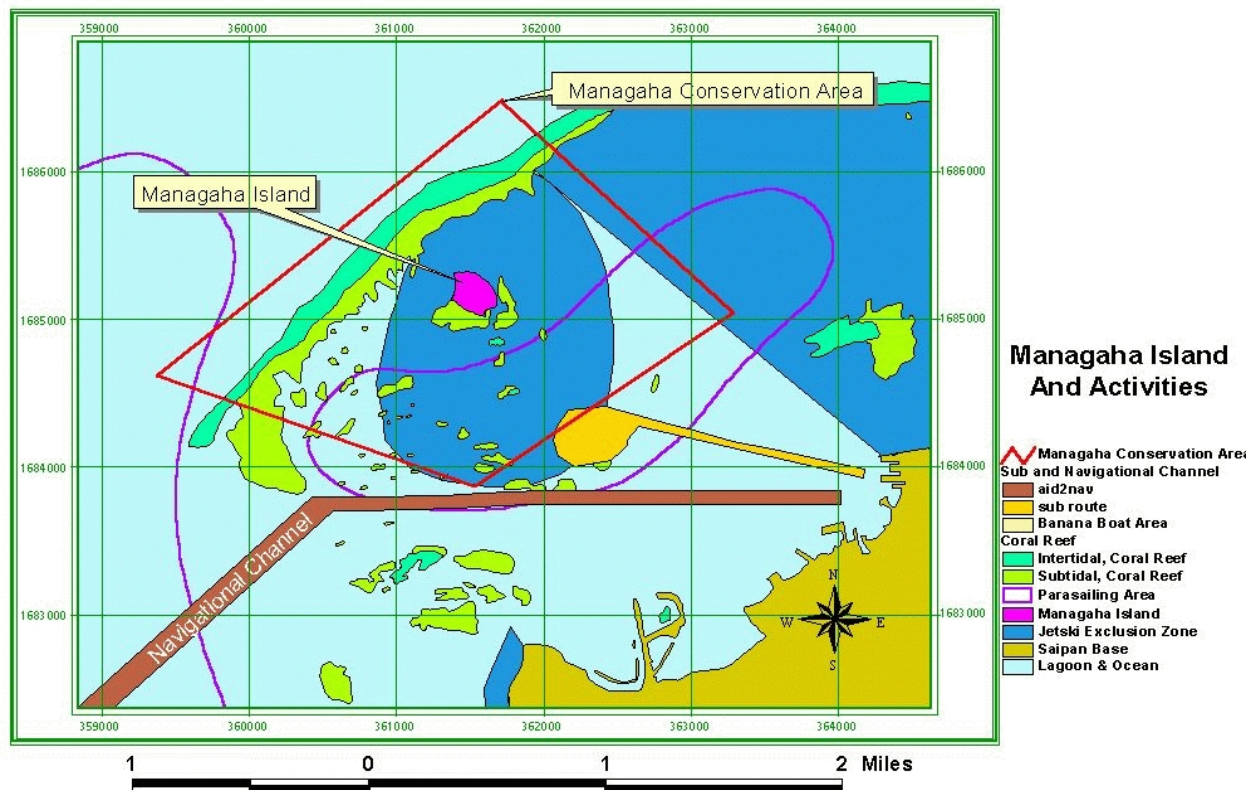 359000 360000 361000 362000 363000 364000
Managaha Conservation Area
1686000 1686000
Managaha Island
1685000 1685000
1684000 1684000
Navigational Channel
1683000 1683000
N
W E
S
359000 360000 361000 362000 363000 364000
1 0 1 2 Miles
Managaha Island
And Activities
Managaha Conservation Area
Sub and Navigational Channel
aid2nav
sub route
Banana Boat Area
Coral Reef
Intertidal, Coral Reef
Subtidal, Coral Reef
Parasailing Area
Managaha Island
Jetski Exclusion Zone
Saipan Base
Lagoon & Ocean